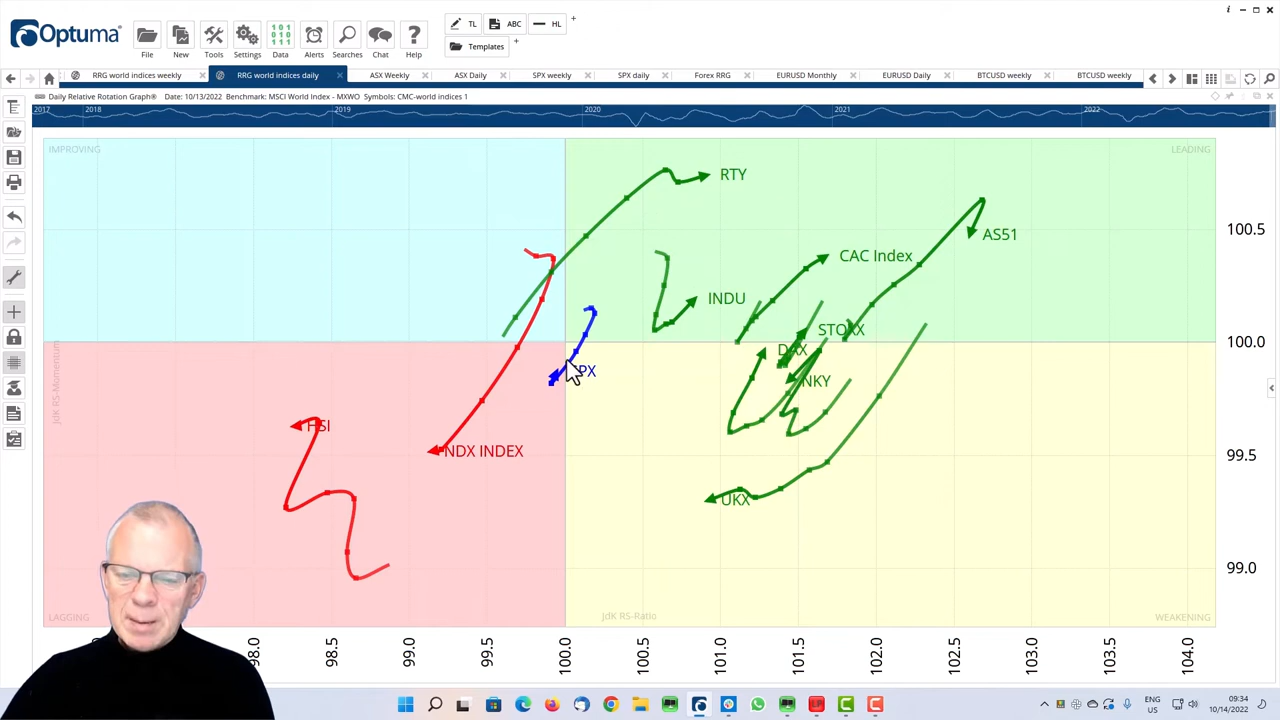 Optuma
File
New
Tools
Settings
Data
Alerts
Searches
Chat
Help
TL
ABC
HL
Templates
RRG world indices weekly
RRG world indices daily
ASX Weekly
ASX Daily
SPX weekly
SPX daily
Forex RRG
EURUSD Monthly
EURUSD Daily
BTCUSD weekly
BTCUSD weekly
Daily Relative Rotation Graph® Date: 10/13/2022 Benchmark: MSCI World Index - MXWO Symbols: CMC-world indices 1
2017 2018 2019 2020 2021 2022
IMPROVING
LEADING
RTY
AS51
100.5
CAC Index
INDU
STOXX
100.0
DAX
PX
NKY
JdK RS-Momentum
HSI
NDX INDEX
99.5
UKX
99.0
LAGGING
JdK RS-Ratio
WEAKENING
98.0 98.5 99.0 99.5 100.0 100.5 101.0 101.5 102.0 102.5 103.0 103.5 104.0
ENG
US
09:34
10/14/2022